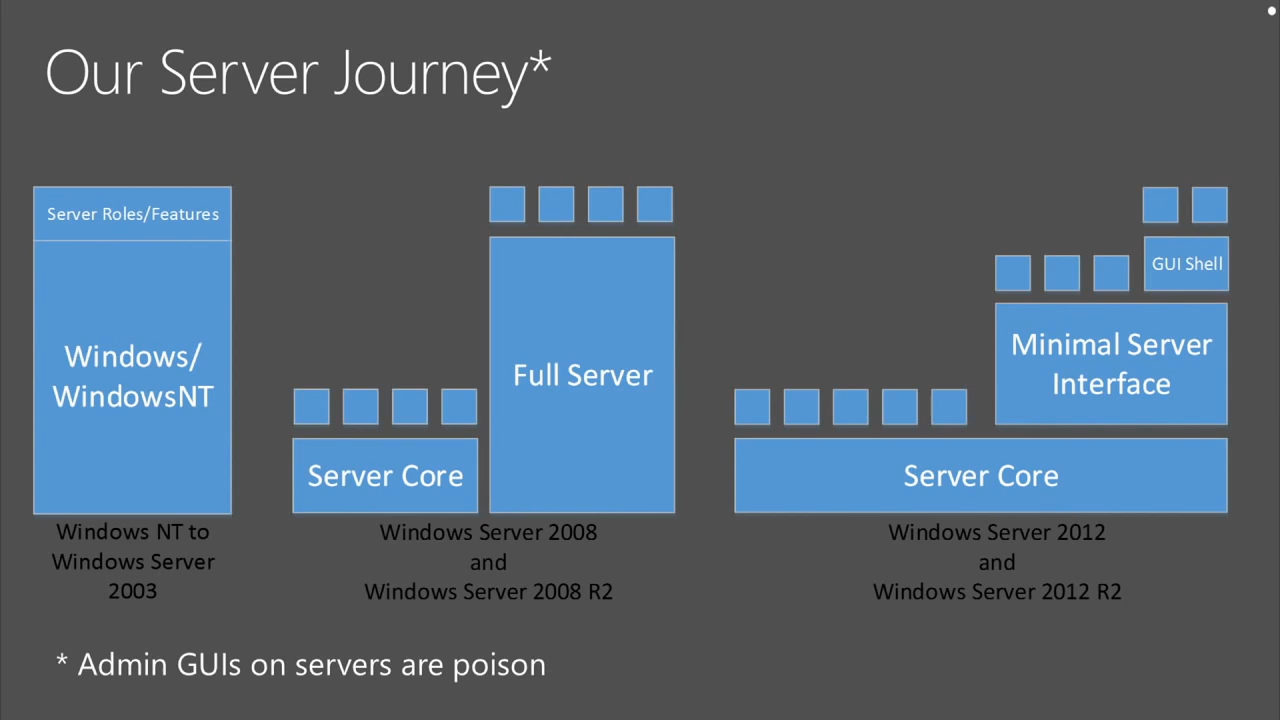 Our Server Journey*
Server Roles/Features
Windows/
WindowsNT
Windows NT to
Windows Server
2003
Server Core
Full Server
Windows Server 2008
and
Windows Server 2008 R2
GUI Shell
Minimal Server
Interface
Server Core
Windows Server 2012
and
Windows Server 2012 R2
* Admin GUIs on servers are poison